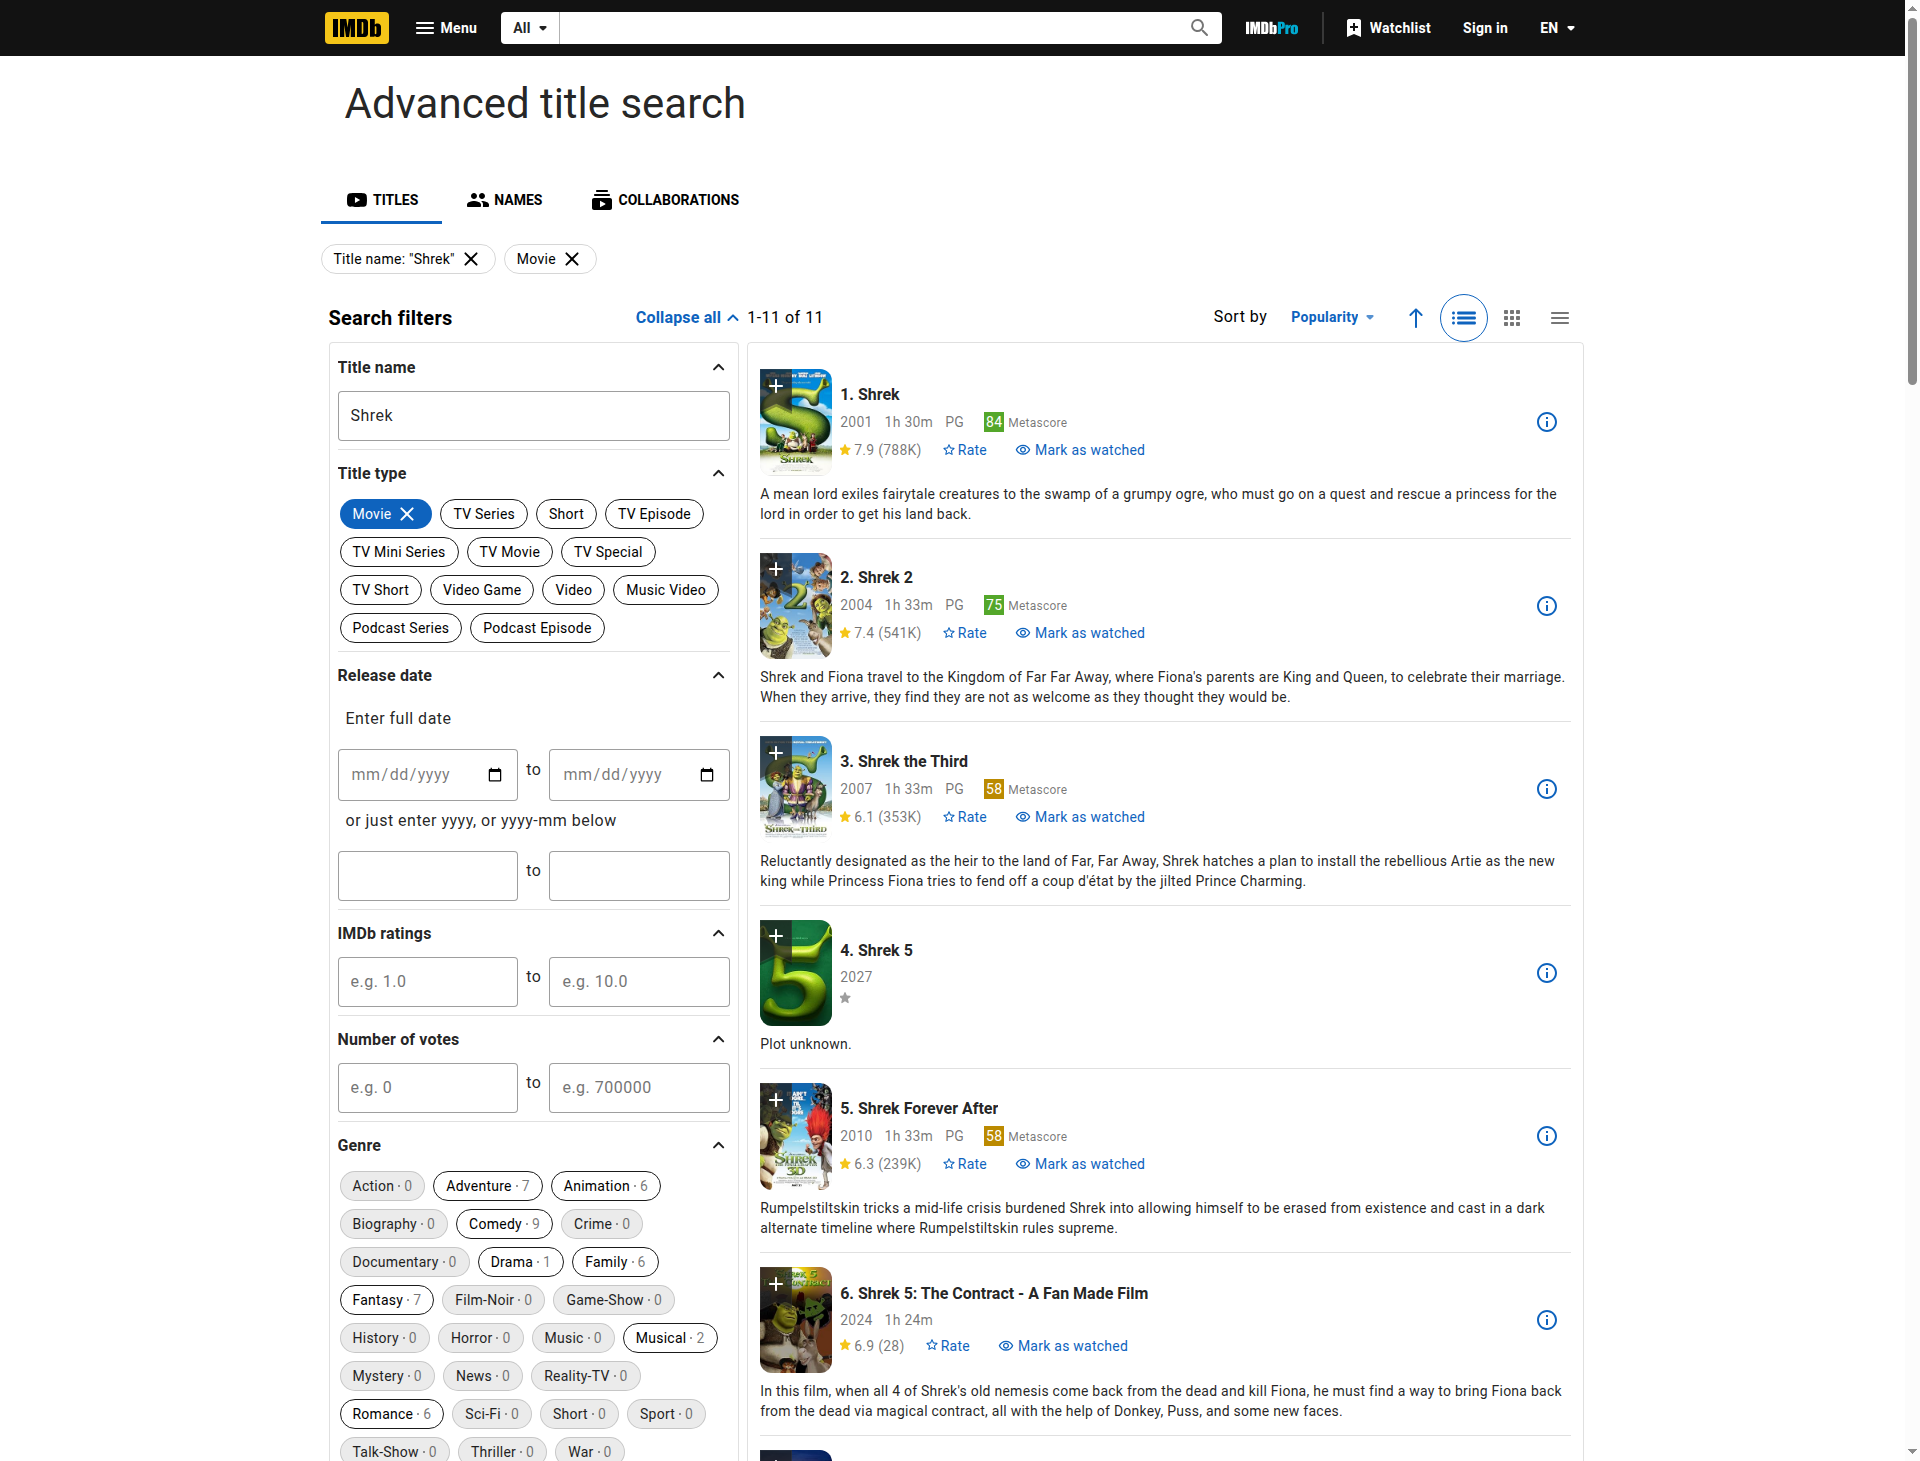 IMDb Menu All IMDbPro Watchlist Sign in EN
Advanced title search
TITLES NAMES COLLABORATIONS
Title name: "Shrek" Movie
Search filters Collapse all 1-11 of 11 Sort by Popularity
Title name
Shrek
Title type
Movie TV Series Short TV Episode
TV Mini Series TV Movie TV Special
TV Short Video Game Video Music Video
Podcast Series Podcast Episode
Release date
Enter full date
mm/dd/yyyy to mm/dd/yyyy
or just enter yyyy, or yyyy-mm below
to
IMDb ratings
e.g. 1.0 to e.g. 10.0
Number of votes
e.g. 0 to e.g. 700000
Genre
Action · 0 Adventure · 7 Animation · 6
Biography · 0 Comedy · 9 Crime · 0
Documentary · 0 Drama · 1 Family · 6
Fantasy · 7 Film-Noir · 0 Game-Show · 0
History · 0 Horror · 0 Music · 0 Musical · 2
Mystery · 0 News · 0 Reality-TV · 0
Romance · 6 Sci-Fi · 0 Short · 0 Sport · 0
Talk-Show · 0 Thriller · 0 War · 0
SHREK
1. Shrek
2001 1h 30m PG 84 Metascore
7.9 (788K) Rate Mark as watched
A mean lord exiles fairytale creatures to the swamp of a grumpy ogre, who must go on a quest and rescue a princess for the
lord in order to get his land back.
2
2. Shrek 2
2004 1h 33m PG 75 Metascore
7.4 (541K) Rate Mark as watched
Shrek and Fiona travel to the Kingdom of Far Far Away, where Fiona's parents are King and Queen, to celebrate their marriage.
When they arrive, they find they are not as welcome as they thought they would be.
SHREK THE THIRD
3. Shrek the Third
2007 1h 33m PG 58 Metascore
6.1 (353K) Rate Mark as watched
Reluctantly designated as the heir to the land of Far, Far Away, Shrek hatches a plan to install the rebellious Artie as the new
king while Princess Fiona tries to fend off a coup d'état by the jilted Prince Charming.
5
4. Shrek 5
2027
Plot unknown.
SHREK
3D
5. Shrek Forever After
2010 1h 33m PG 58 Metascore
6.3 (239K) Rate Mark as watched
Rumpelstiltskin tricks a mid-life crisis burdened Shrek into allowing himself to be erased from existence and cast in a dark
alternate timeline where Rumpelstiltskin rules supreme.
6. Shrek 5: The Contract - A Fan Made Film
2024 1h 24m
6.9 (28) Rate Mark as watched
In this film, when all 4 of Shrek's old nemesis come back from the dead and kill Fiona, he must find a way to bring Fiona back
from the dead via magical contract, all with the help of Donkey, Puss, and some new faces.